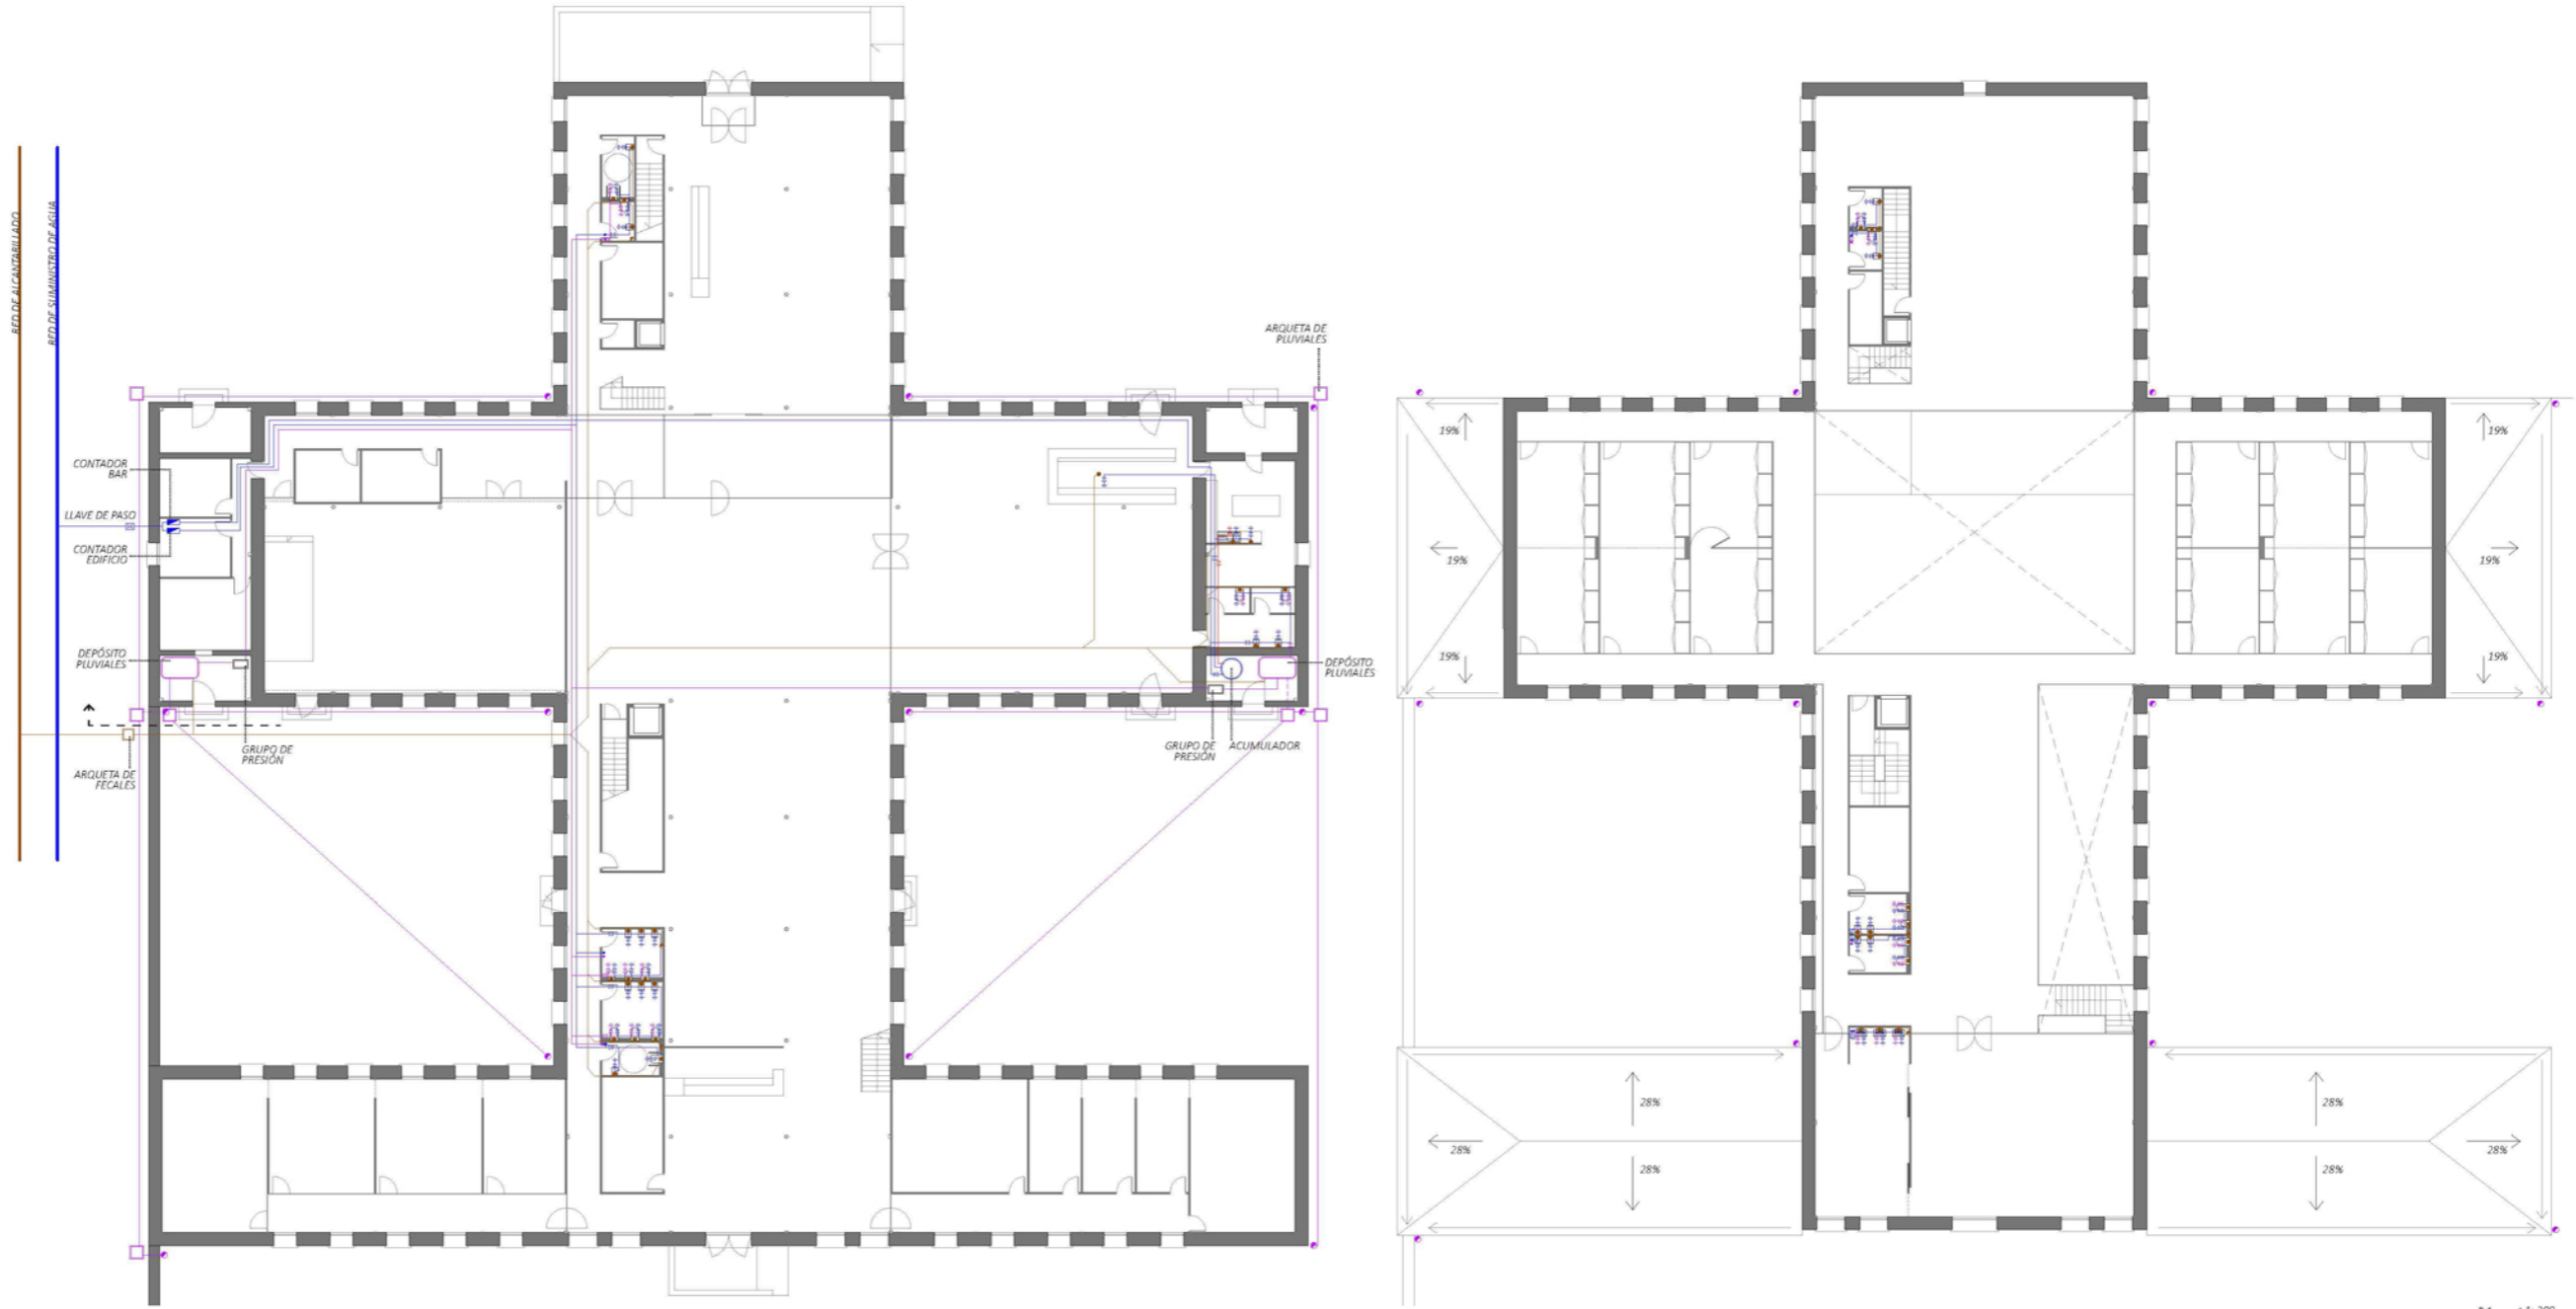 RED DE ALCANTARILLADO
RED DE SUMINISTRO DE AGUA
CONTADOR
BAR
LLAVE DE PASO
CONTADOR
EDIFICIO
DEPÓSITO
PLUVIALES
GRUPO DE
PRESIÓN
ARQUETA DE
FECALES
ARQUETA DE
PLUVIALES
DEPÓSITO
PLUVIALES
GRUPO DE
PRESIÓN
ACUMULADOR
19%
19%
19%
19%
19%
19%
28%
28%
28%
28%
28%
28%